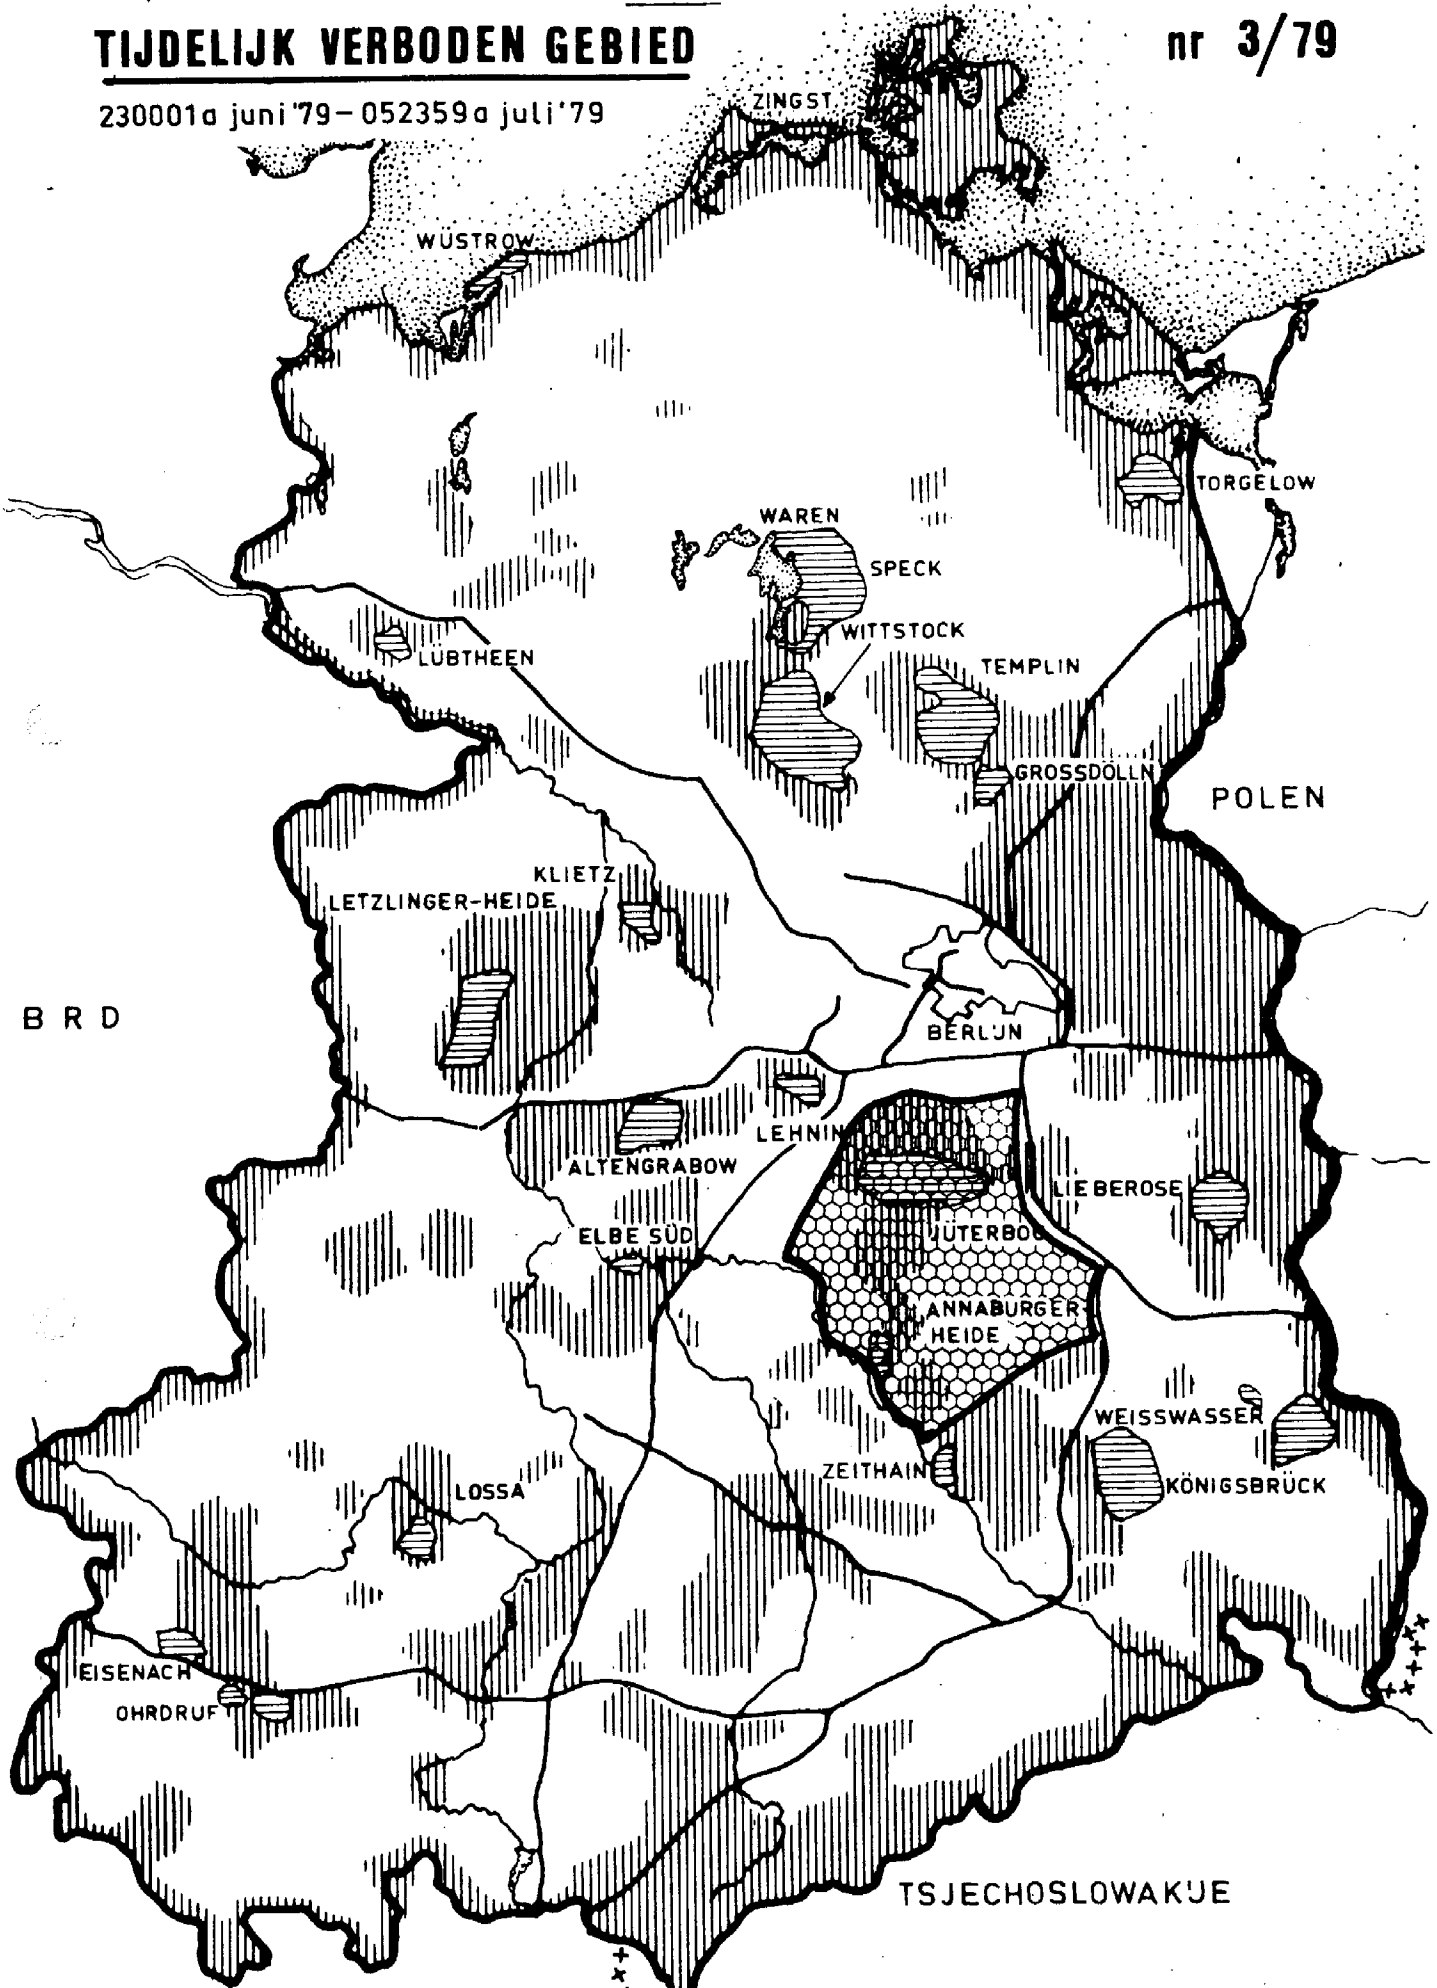 TIJDELIJK VERBODEN GEBIED
nr 3/79
230001a juni '79 – 052359a juli '79
ZINGST
WUSTROW
TORGELOW
WAREN
SPECK
WITTSTOCK
LÜBTHEEN
TEMPLIN
GROSSDÖLLN
POLEN
KLIETZ
LETZLINGER-HEIDE
BRD
BERLIJN
LEHNIN
ALTENGRABOW
LIEBEROSE
ELBE SÜD
JÜTERBOG
ANNABURGER-
HEIDE
WEISSWASSER
ZEITHAIN
KÖNIGSBRÜCK
LOSSA
EISENACH
OHRDRUF
TSJECHOSLOWAKIJE